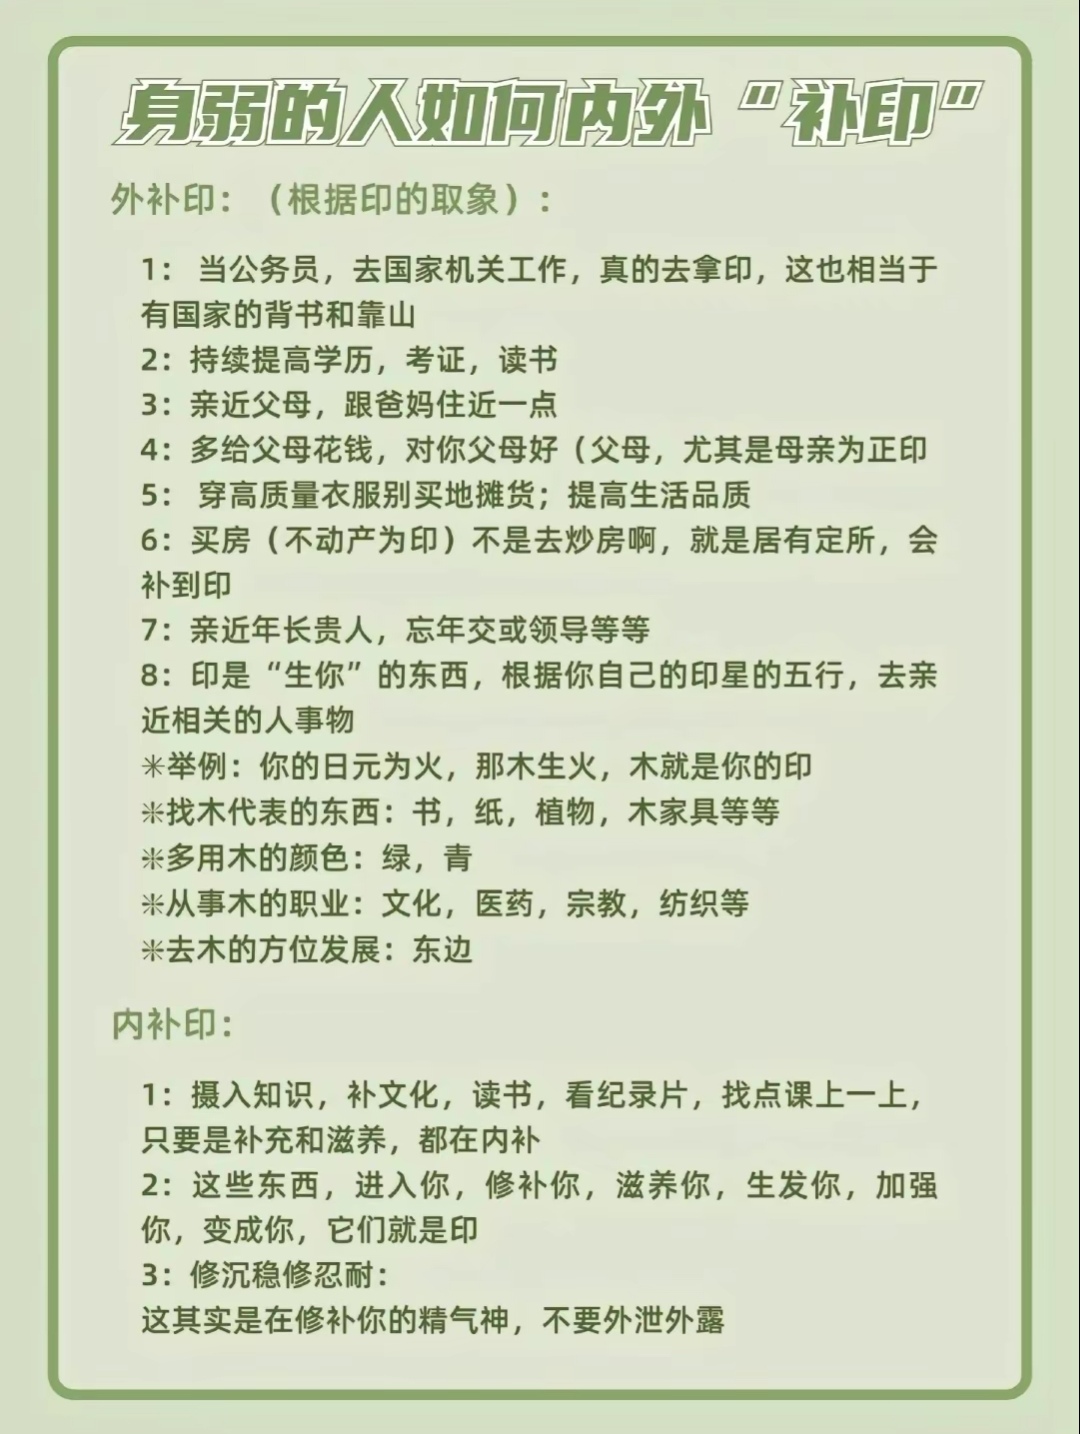 身弱的人如何内外“补印”
外补印：（根据印的取象）：
1： 当公务员，去国家机关工作，真的去拿印，这也相当于
有国家的背书和靠山
2：持续提高学历，考证，读书
3：亲近父母，跟爸妈住近一点
4：多给父母花钱，对你父母好（父母，尤其是母亲为正印
5： 穿高质量衣服别买地摊货；提高生活品质
6：买房（不动产为印）不是去炒房啊，就是居有定所，会
补到印
7：亲近年长贵人，忘年交或领导等等
8：印是“生你”的东西，根据你自己的印星的五行，去亲
近相关的人事物
✳举例：你的日元为火，那木生火，木就是你的印
✳找木代表的东西：书，纸，植物，木家具等等
✳多用木的颜色：绿，青
✳从事木的职业：文化，医药，宗教，纺织等
✳去木的方位发展：东边
内补印：
1：摄入知识，补文化，读书，看纪录片，找点课上一上，
只要是补充和滋养，都在内补
2：这些东西，进入你，修补你，滋养你，生发你，加强
你，变成你，它们就是印
3：修沉稳修忍耐：
这其实是在修补你的精气神，不要外泄外露